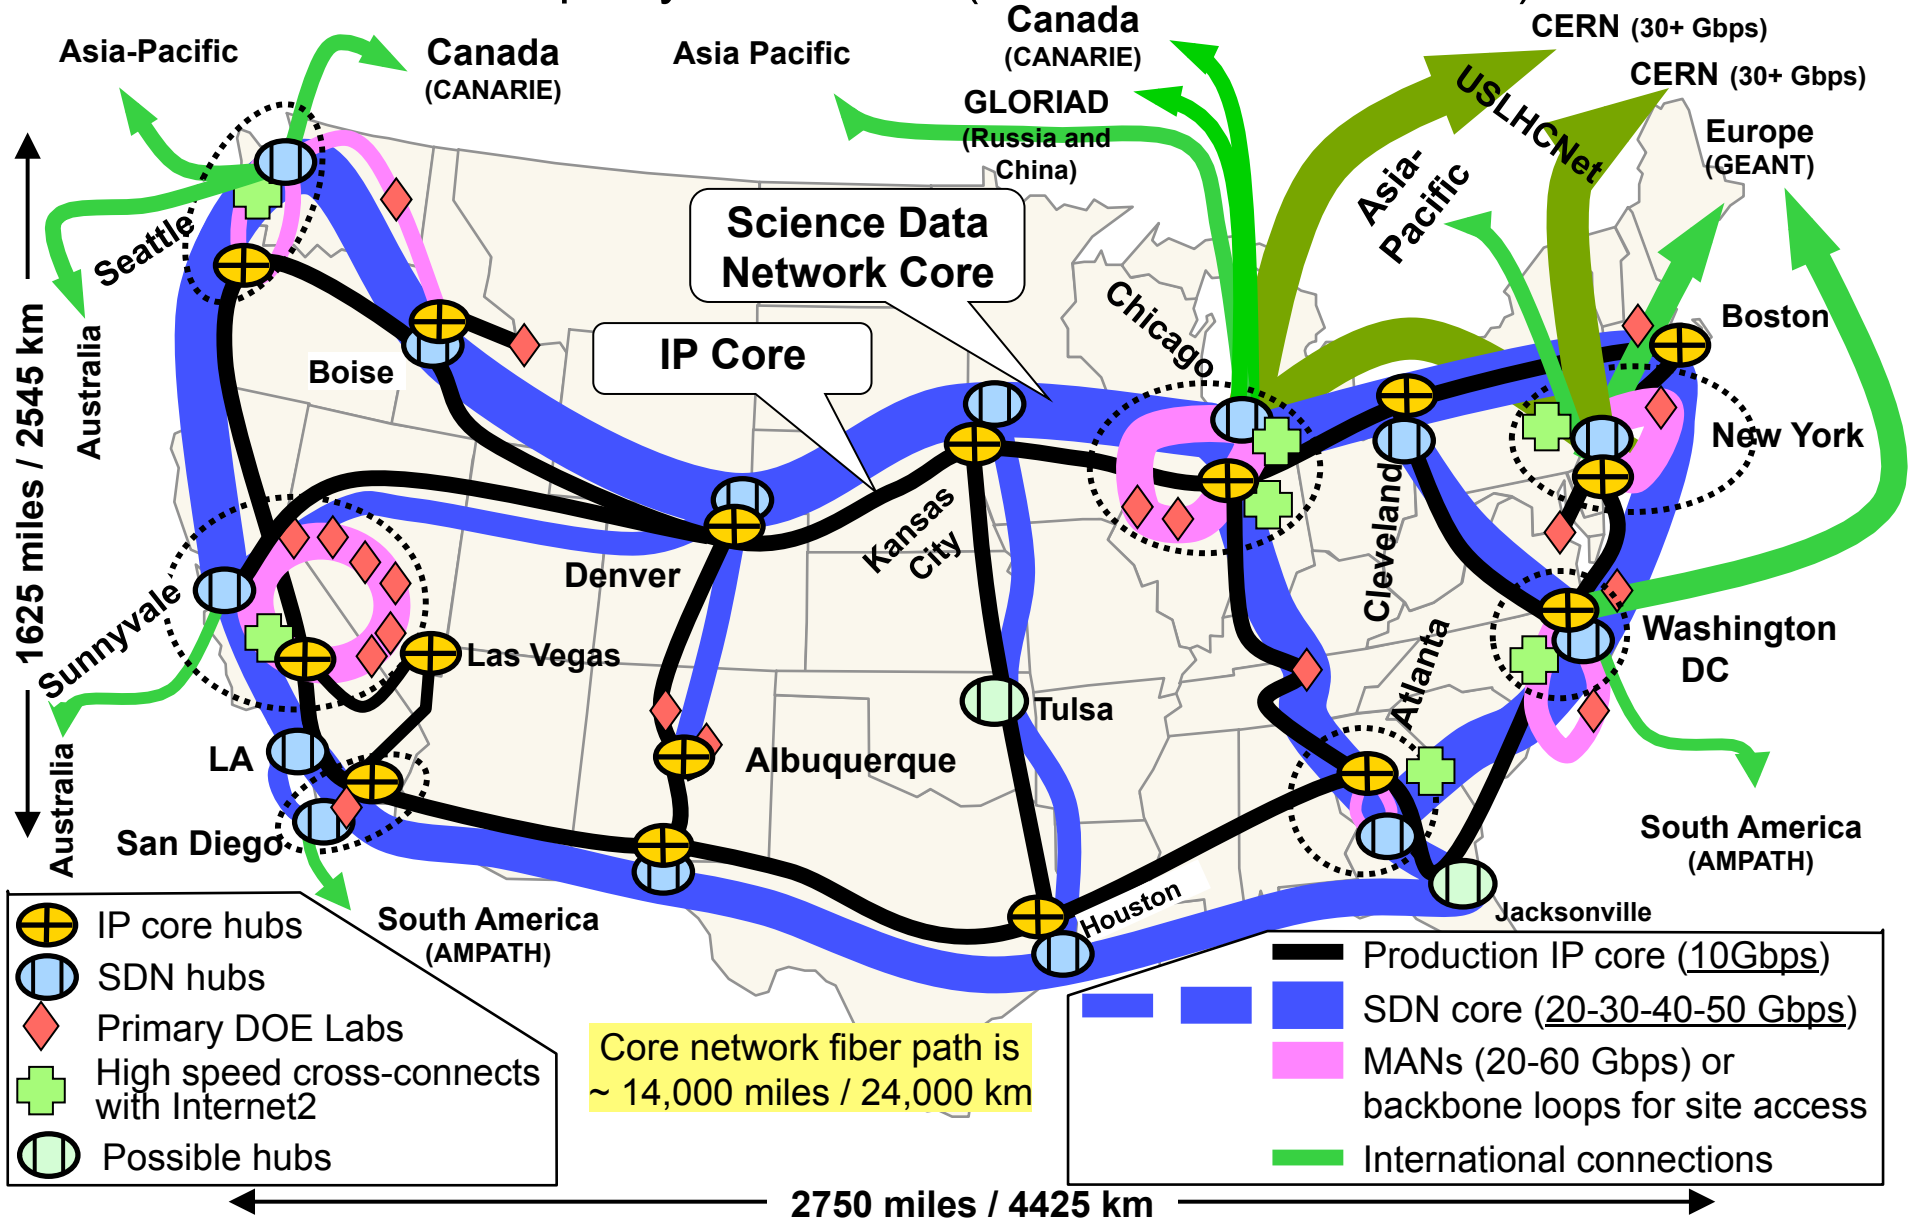 Asia-Pacific
Canada
(CANARIE)
Asia Pacific
Canada
(CANARIE)
GLORIAD
(Russia and
China)
CERN (30+ Gbps)
CERN (30+ Gbps)
USLHCNet
Asia-
Pacific
Europe
(GEANT)
Science Data
Network Core
IP Core
Seattle
Boise
Chicago
Boston
New York
1625 miles / 2545 km
Australia
Sunnyvale
Denver
Kansas
City
Cleveland
Las Vegas
Washington
DC
Atlanta
Tulsa
LA
Albuquerque
San Diego
Australia
South America
(AMPATH)
South America
(AMPATH)
Houston
Jacksonville
IP core hubs
SDN hubs
Primary DOE Labs
High speed cross-connects
with Internet2
Possible hubs
Core network fiber path is
~ 14,000 miles / 24,000 km
Production IP core (10Gbps)
SDN core (20-30-40-50 Gbps)
MANs (20-60 Gbps) or
backbone loops for site access
International connections
2750 miles / 4425 km